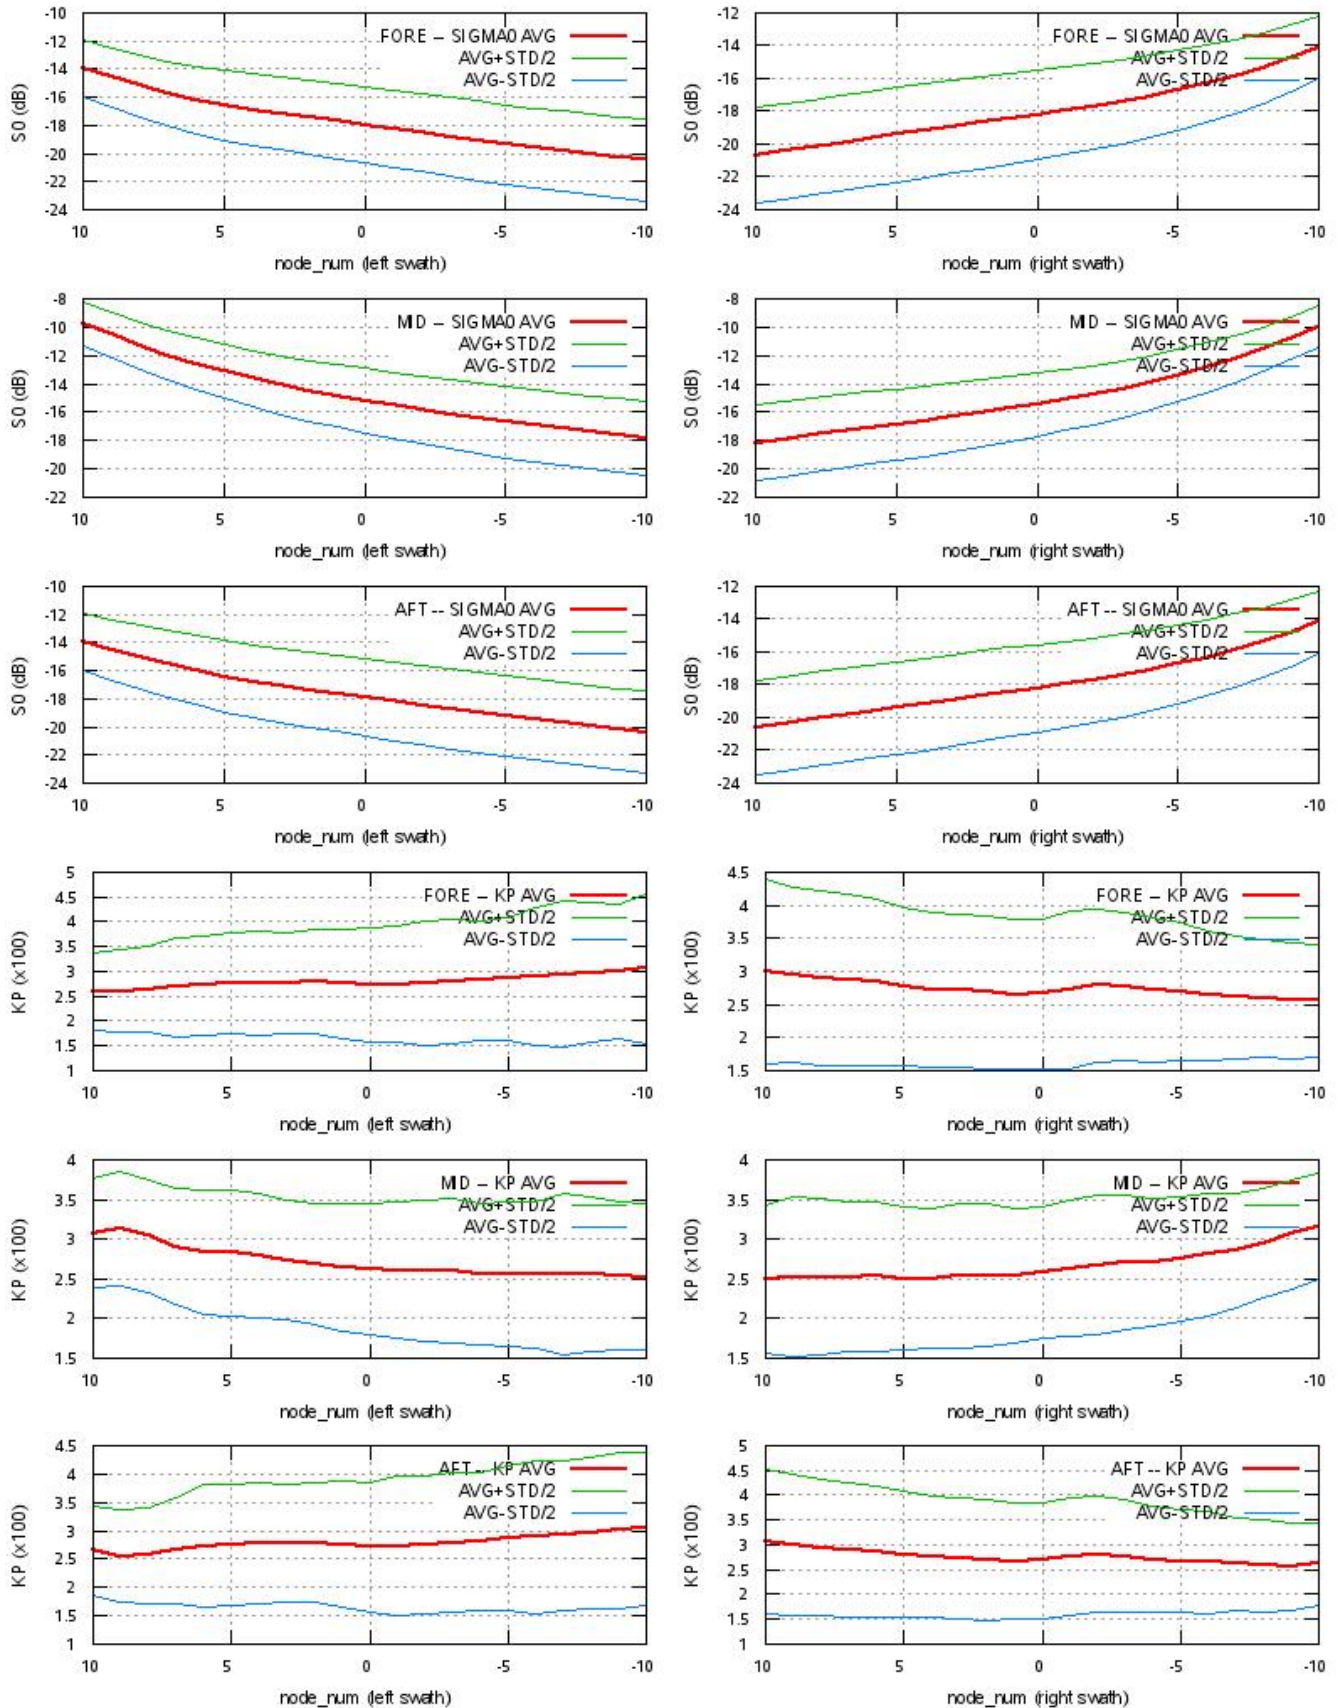 -10
-12
-14
-16
-18
-20
-22
-24
S0 (dB)
FORE -- SIGMA0 AVG
AVG+STD/2
AVG-STD/2
10 5 0 -5 -10
node_num (left swath)
-12
-14
-16
-18
-20
-22
-24
S0 (dB)
FORE -- SIGMA0 AVG
AVG+STD/2
AVG-STD/2
10 5 0 -5 -10
node_num (right swath)
-8
-10
-12
-14
-16
-18
-20
-22
S0 (dB)
MID -- SIGMA0 AVG
AVG+STD/2
AVG-STD/2
10 5 0 -5 -10
node_num (left swath)
-8
-10
-12
-14
-16
-18
-20
-22
S0 (dB)
MID -- SIGMA0 AVG
AVG+STD/2
AVG-STD/2
10 5 0 -5 -10
node_num (right swath)
-10
-12
-14
-16
-18
-20
-22
-24
S0 (dB)
AFT -- SIGMA0 AVG
AVG+STD/2
AVG-STD/2
10 5 0 -5 -10
node_num (left swath)
-12
-14
-16
-18
-20
-22
-24
S0 (dB)
AFT -- SIGMA0 AVG
AVG+STD/2
AVG-STD/2
10 5 0 -5 -10
node_num (right swath)
5
4.5
4
3.5
3
2.5
2
1.5
1
KP (x100)
FORE -- KP AVG
AVG+STD/2
AVG-STD/2
10 5 0 -5 -10
node_num (left swath)
4.5
4
3.5
3
2.5
2
1.5
KP (x100)
FORE -- KP AVG
AVG+STD/2
AVG-STD/2
10 5 0 -5 -10
node_num (right swath)
4
3.5
3
2.5
2
1.5
KP (x100)
MID -- KP AVG
AVG+STD/2
AVG-STD/2
10 5 0 -5 -10
node_num (left swath)
4
3.5
3
2.5
2
1.5
KP (x100)
MID -- KP AVG
AVG+STD/2
AVG-STD/2
10 5 0 -5 -10
node_num (right swath)
4.5
4
3.5
3
2.5
2
1.5
1
KP (x100)
AFT -- KP AVG
AVG+STD/2
AVG-STD/2
10 5 0 -5 -10
node_num (left swath)
5
4.5
4
3.5
3
2.5
2
1.5
1
KP (x100)
AFT -- KP AVG
AVG+STD/2
AVG-STD/2
10 5 0 -5 -10
node_num (right swath)